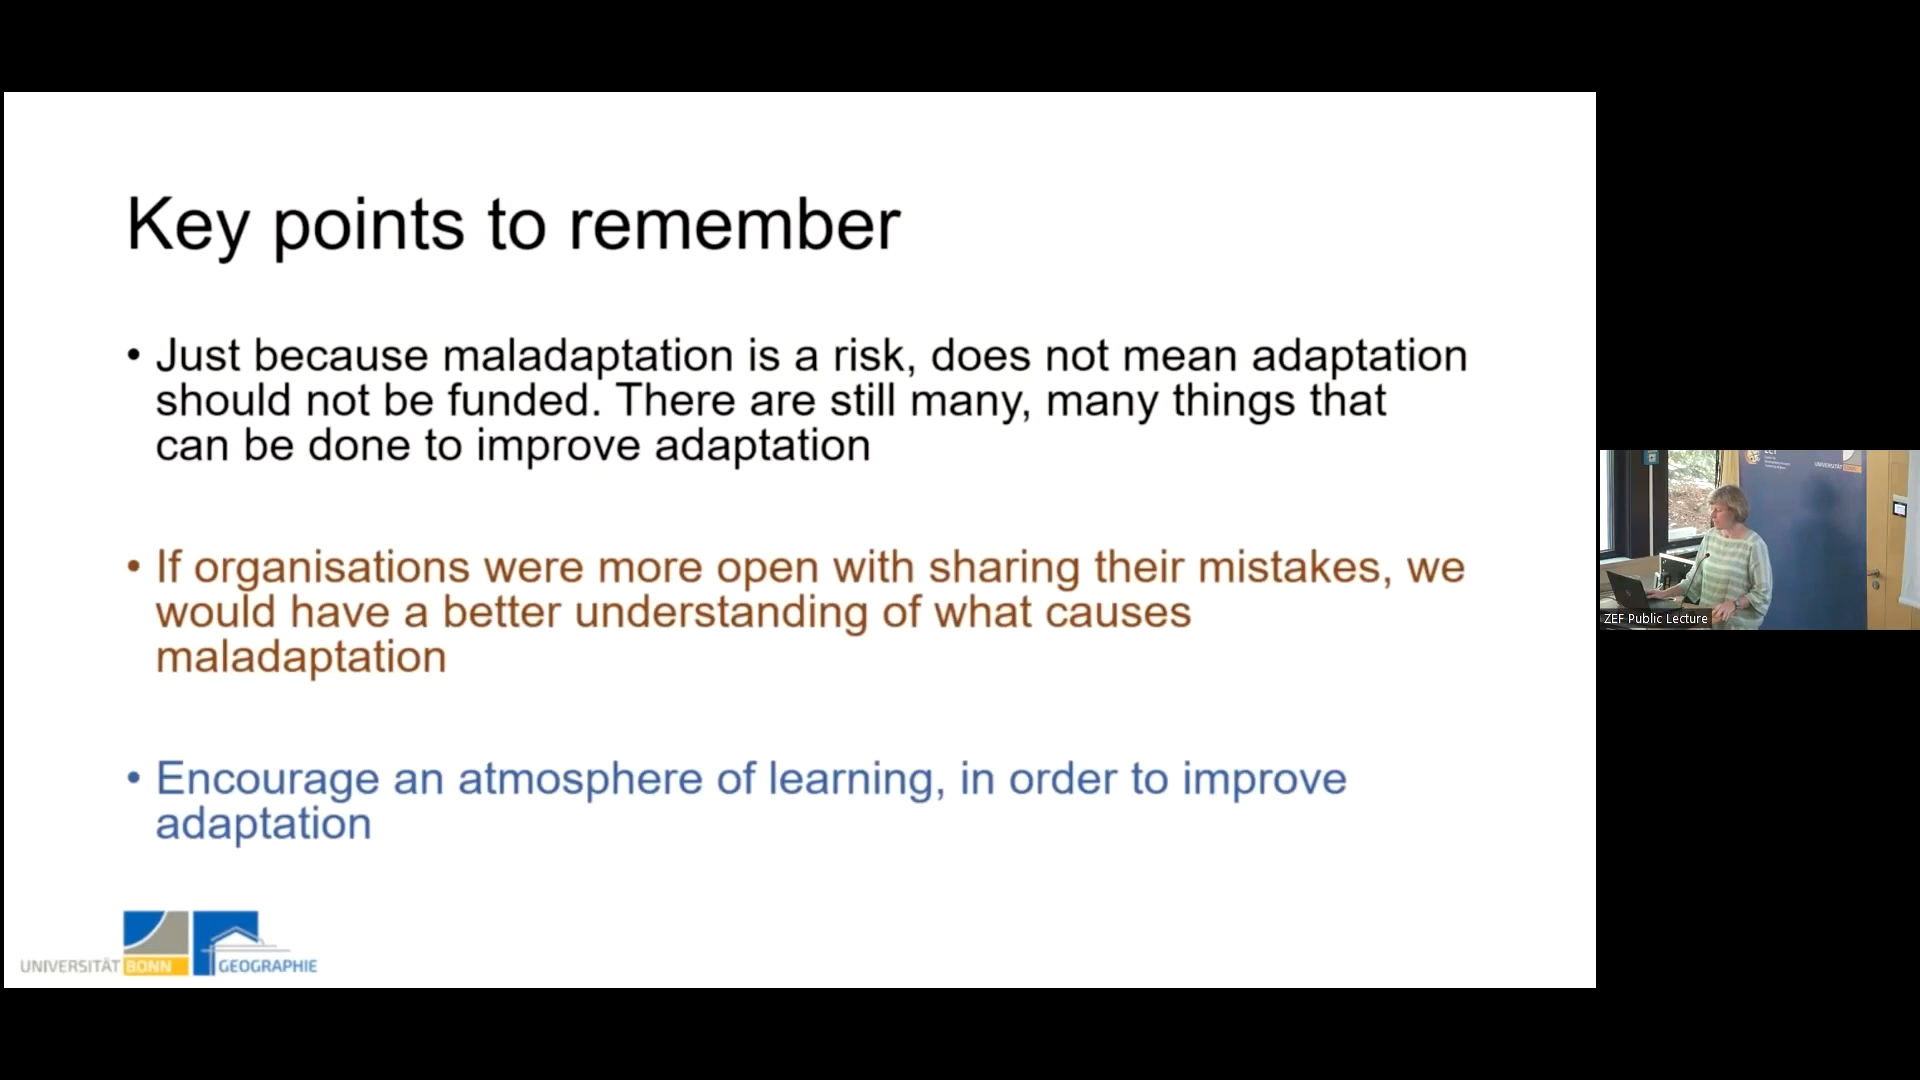 Key points to remember
• Just because maladaptation is a risk, does not mean adaptation
should not be funded. There are still many, many things that
can be done to improve adaptation
• If organisations were more open with sharing their mistakes, we
would have a better understanding of what causes
maladaptation
• Encourage an atmosphere of learning, in order to improve
adaptation
UNIVERSITÄT BONN GEOGRAPHIE
UNIVERSITÄT BONN
ZEF Public Lecture